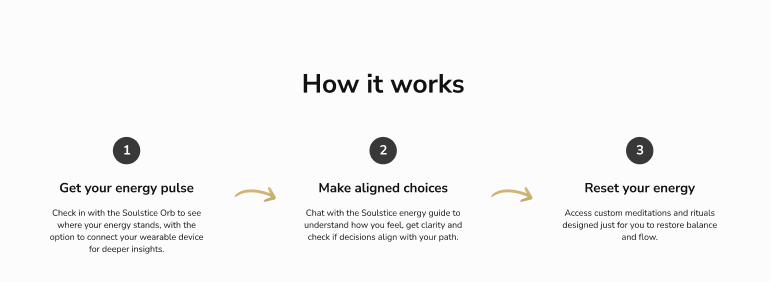 How it works
1
Get your energy pulse
Check in with the Soulstice Orb to see
where your energy stands, with the
option to connect your wearable device
for deeper insights.
2
Make aligned choices
Chat with the Soulstice energy guide to
understand how you feel, get clarity and
check if decisions align with your path.
3
Reset your energy
Access custom meditations and rituals
designed just for you to restore balance
and flow.